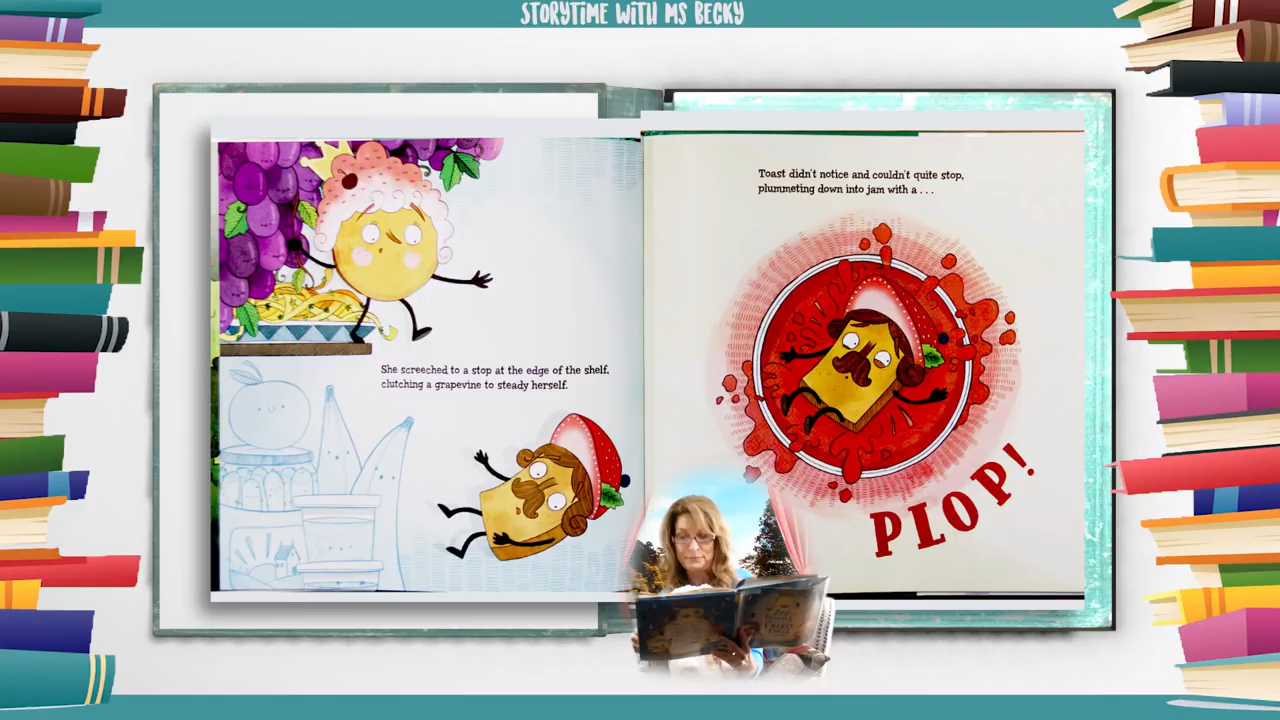 STORYTIME WITH MS BECKY
She screeched to a stop at the edge of the shelf,
clutching a grapevine to steady herself.
Toast didn't notice and couldn't quite stop,
plummeting down into jam with a . . .
PLOP!